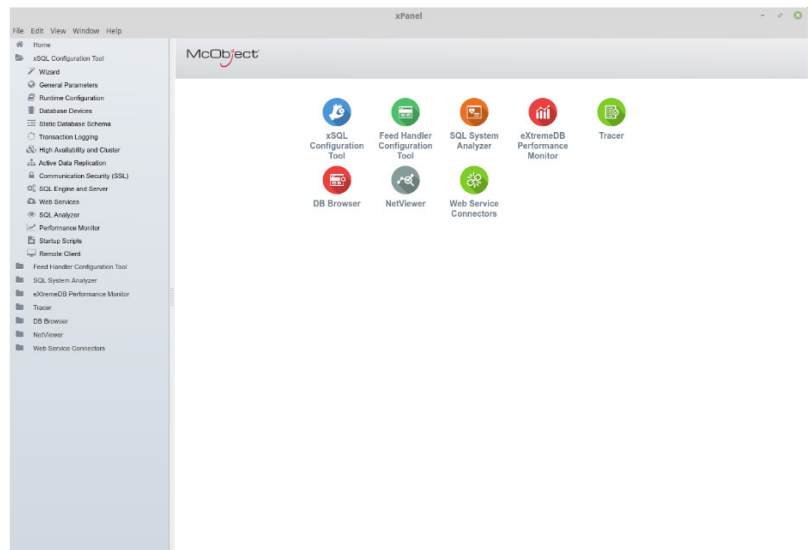 xPanel
File Edit View Window Help
Home
xSQL Configuration Tool
Wizard
General Parameters
Runtime Configuration
Database Devices
Static Database Schema
Transaction Logging
High Availability and Cluster
Active Data Replication
Communication Security (SSL)
SQL Engine and Server
Web Services
SQL Analyzer
Performance Monitor
Startup Scripts
Remote Client
Feed Handler Configuration Tool
SQL System Analyzer
eXtremeDB Performance Monitor
Tracer
DB Browser
NetViewer
Web Service Connectors
McObject
xSQL
Configuration
Tool
Feed Handler
Configuration
Tool
SQL System
Analyzer
eXtremeDB
Performance
Monitor
Tracer
DB Browser
NetViewer
Web Service
Connectors